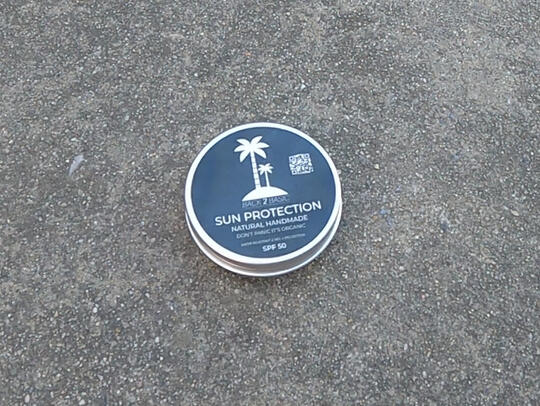 BACK 2 BASIC
SUN PROTECTION
NATURAL HANDMADE
DON'T PANIC IT'S ORGANIC
SPF 50